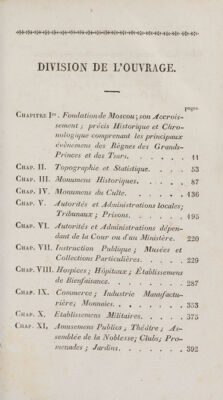 DIVISION DE L'OUVRAGE.
pages.
CHAPITRE Ier. Fondation de Moscou; son Accrois-
sement; précis Historique et Chro-
nologique comprenant les principaux
évènemens des Règnes des Grands-
Princes et des Tsars. . . . . . 11
CHAP. II. Topographie et Statistique. . . . 53
CHAP. III. Monumens Historiques. . . . . 87
CHAP. IV. Monumens du Culte. . . . . 136
CHAP. V. Autorités et Administrations locales;
Tribunaux; Prisons. . . . . . 195
CHAP. VI. Autorités et Administrations dépen-
dant de la Cour ou d'un Ministère. 220
CHAP. VII. Instruction Publique; Musées et
Collections Particulières. . . . . 229
CHAP. VIII. Hospices; Hôpitaux; Établissemens
de Bienfaisance. . . . . . . 287
CHAP. IX. Commerce; Industrie Manufactu-
rière; Monnaies. . . . . . . 353
CHAP. X. Établissemens Militaires. . . . . 375
CHAP. XI, Amusemens Publics, Théâtre; As-
semblée de la Noblesse; Clubs; Pro-
menades; Jardins. . . . . . . 392